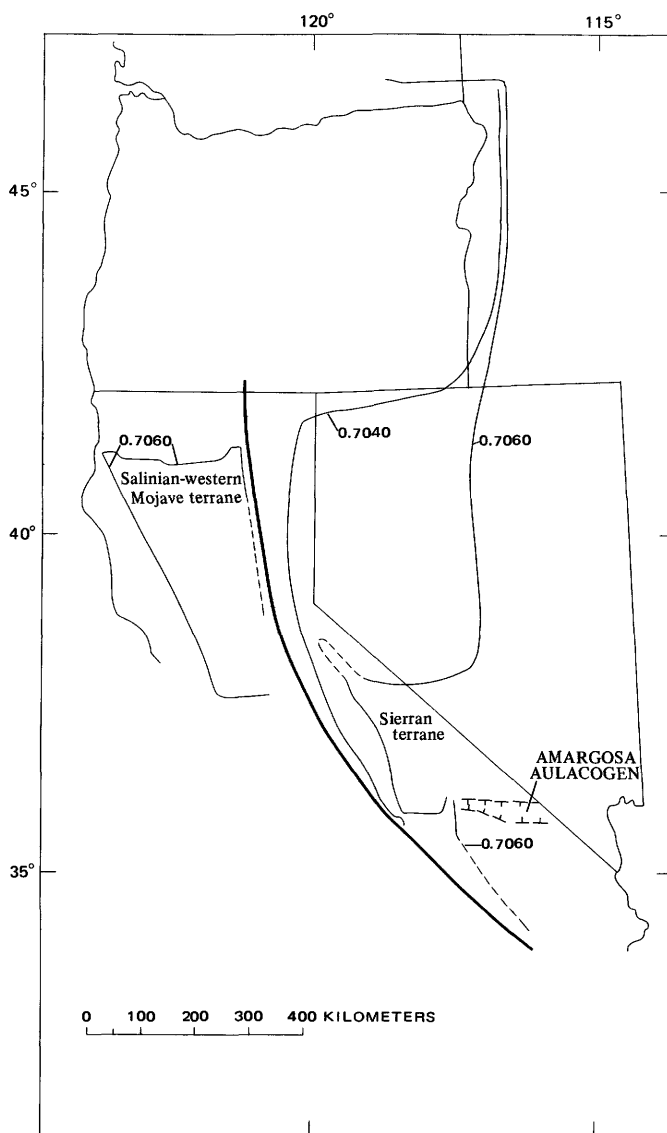 120°
115°
45°
0.7060
0.7040
0.7060
Salinian-western
Mojave terrane
40°
Sierran
terrane
AMARGOSA
AULACOGEN
0.7060
35°
0 100 200 300 400 KILOMETERS